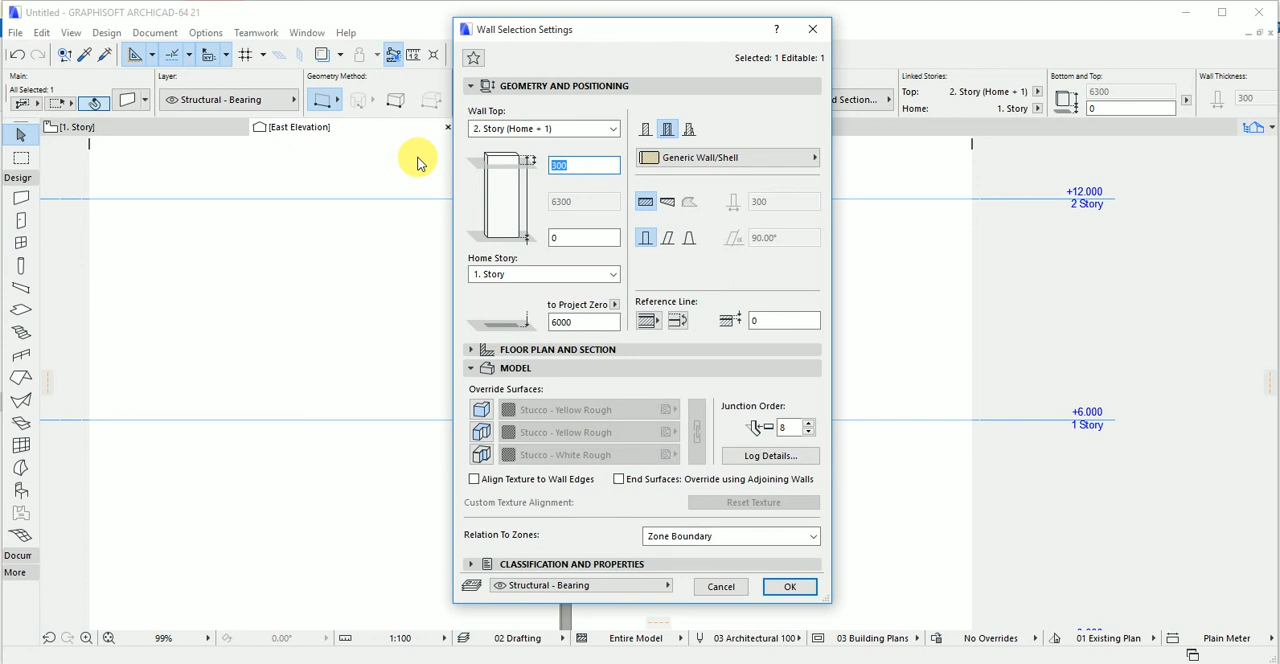 Untitled - GRAPHISOFT ARCHICAD-64 21
File Edit View Design Document Options Teamwork Window Help
Main:
All Selected: 1
Layer:
Structural - Bearing
Geometry Method:
[1. Story]
[East Elevation]
Design
Docum
More
Wall Selection Settings
Selected: 1 Editable: 1
GEOMETRY AND POSITIONING
Wall Top:
2. Story (Home + 1)
300
6300
0
Home Story:
1. Story
to Project Zero
6000
Generic Wall/Shell
300
90.00°
Reference Line:
0
FLOOR PLAN AND SECTION
MODEL
Override Surfaces:
Stucco - Yellow Rough
Stucco - Yellow Rough
Stucco - White Rough
Junction Order:
8
Log Details...
Align Texture to Wall Edges
End Surfaces: Override using Adjoining Walls
Custom Texture Alignment:
Reset Texture
Relation To Zones:
Zone Boundary
CLASSIFICATION AND PROPERTIES
Structural - Bearing
Cancel
OK
d Section...
Linked Stories:
Top: 2. Story (Home + 1)
Home: 1. Story
Bottom and Top:
6300
0
Wall Thickness:
300
+12.000
2 Story
+6.000
1 Story
99%
0.00°
1:100
02 Drafting
Entire Model
03 Architectural 100
03 Building Plans
No Overrides
01 Existing Plan
Plain Meter